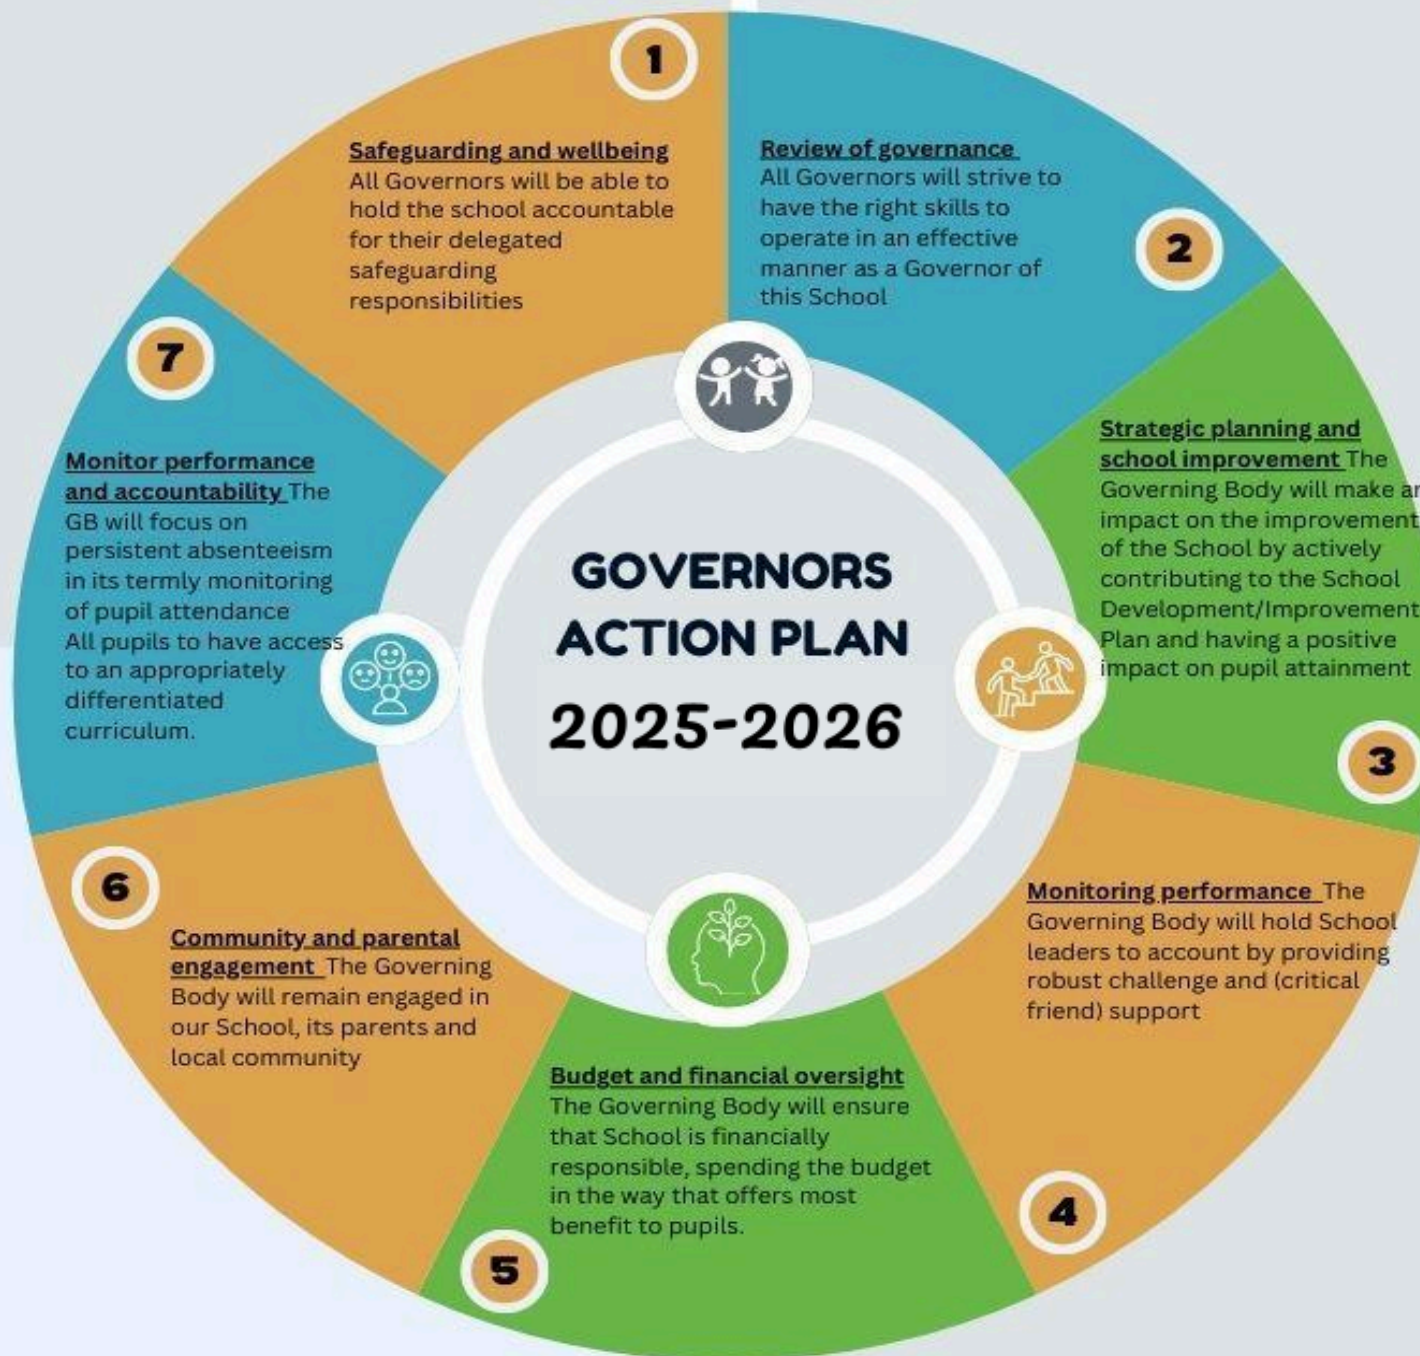 1
Safeguarding and wellbeing
All Governors will be able to
hold the school accountable
for their delegated
safeguarding
responsibilities
Review of governance
All Governors will strive to
have the right skills to
operate in an effective
manner as a Governor of
this School
2
Strategic planning and
school improvement The
Governing Body will make an
impact on the improvement
of the School by actively
contributing to the School
Development/Improvement
Plan and having a positive
impact on pupil attainment
3
Monitoring performance The
Governing Body will hold School
leaders to account by providing
robust challenge and (critical
friend) support
4
Budget and financial oversight
The Governing Body will ensure
that School is financially
responsible, spending the budget
in the way that offers most
benefit to pupils.
5
6
Community and parental
engagement The Governing
Body will remain engaged in
our School, its parents and
local community
7
Monitor performance
and accountability The
GB will focus on
persistent absenteeism
in its termly monitoring
of pupil attendance
All pupils to have access
to an appropriately
differentiated
curriculum.
GOVERNORS
ACTION PLAN
2025-2026